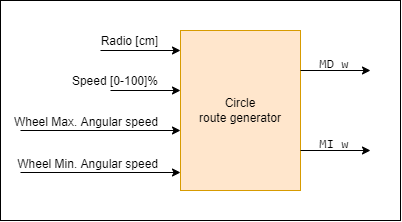 Radio [cm]
Speed [0-100]%
Wheel Max. Angular speed
Wheel Min. Angular speed
Circle
route generator
MD w
MI w